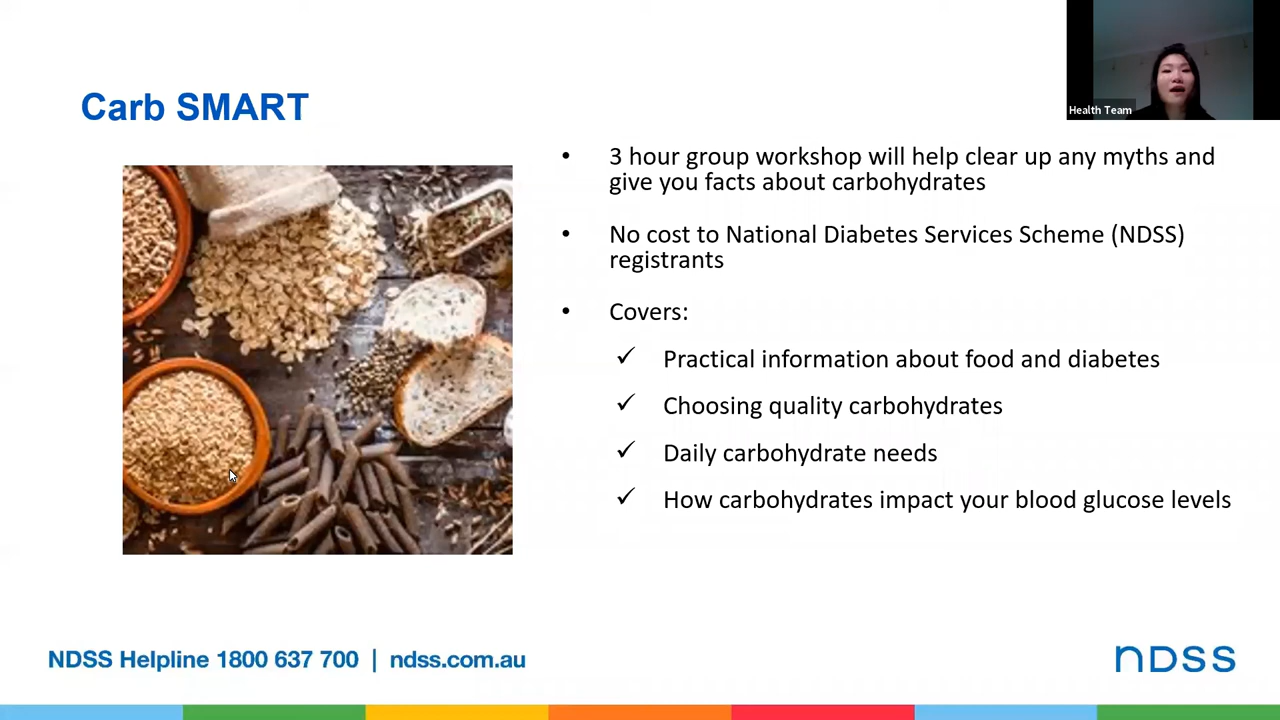 Health Team
Carb SMART
• 3 hour group workshop will help clear up any myths and
give you facts about carbohydrates
• No cost to National Diabetes Services Scheme (NDSS)
registrants
• Covers:
✓ Practical information about food and diabetes
✓ Choosing quality carbohydrates
✓ Daily carbohydrate needs
✓ How carbohydrates impact your blood glucose levels
NDSS Helpline 1800 637 700 | ndss.com.au
ndss